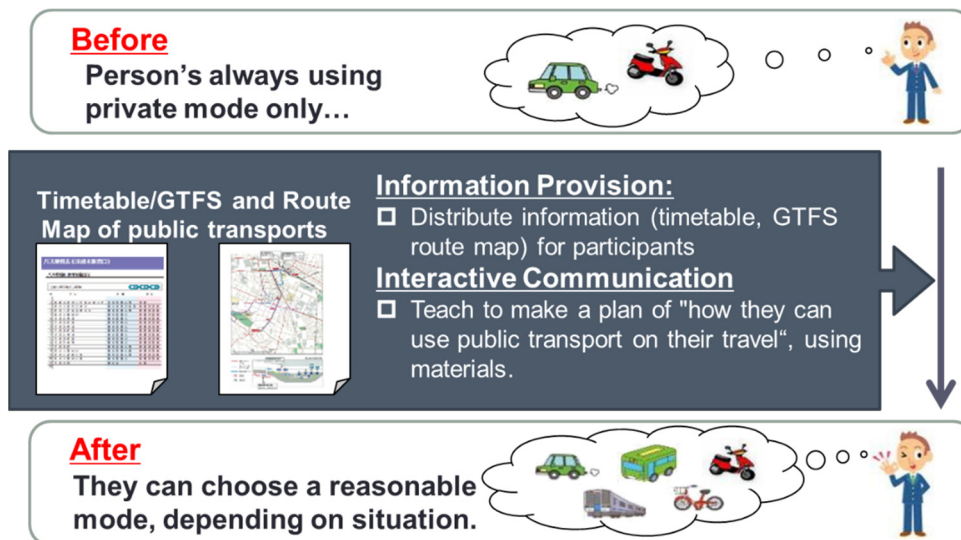 Before
Person’s always using
private mode only…
Timetable/GTFS and Route
Map of public transports
Information Provision:
Distribute information (timetable, GTFS
route map) for participants
Interactive Communication
Teach to make a plan of "how they can
use public transport on their travel“, using
materials.
After
They can choose a reasonable
mode, depending on situation.